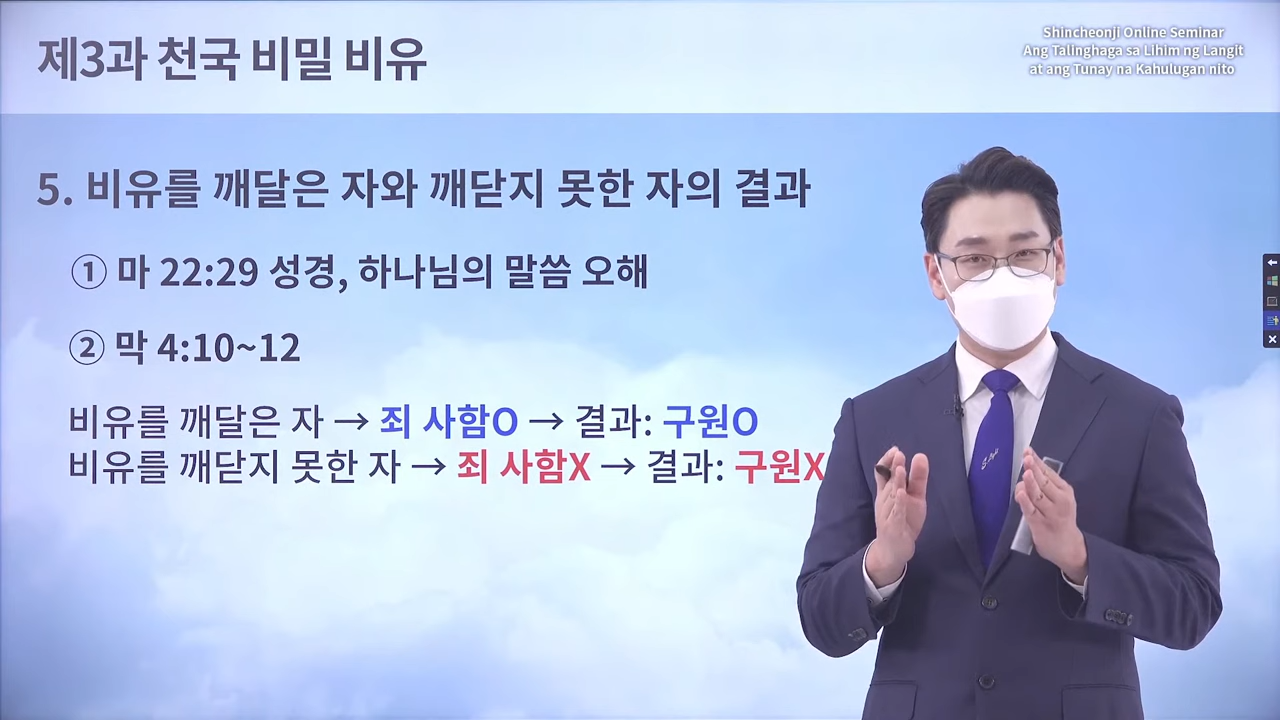 제3과 천국 비밀 비유
Shincheonji Online Seminar
Ang Talinghaga sa Lihim ng Langit
at ang Tunay na Kahulugan nito
5. 비유를 깨달은 자와 깨닫지 못한 자의 결과
① 마 22:29 성경, 하나님의 말씀 오해
② 막 4:10~12
비유를 깨달은 자 → 죄 사함O → 결과: 구원O
비유를 깨닫지 못한 자 → 죄 사함X → 결과: 구원X